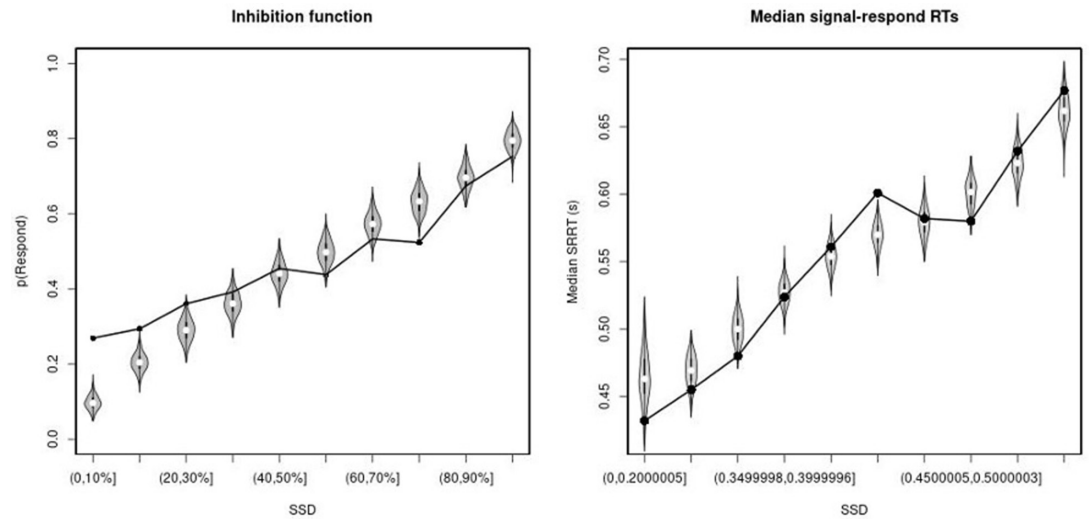 Inhibition function
p(Respond)
1.0
0.8
0.6
0.4
0.2
0.0
(0,10%] (20,30%] (40,50%] (60,70%] (80,90%]
SSD
Median signal-respond RTs
Median SRRT (s)
0.70
0.65
0.60
0.55
0.50
0.45
(0,0.2000005] (0.3499998,0.3999996] (0.4500005,0.5000003]
SSD